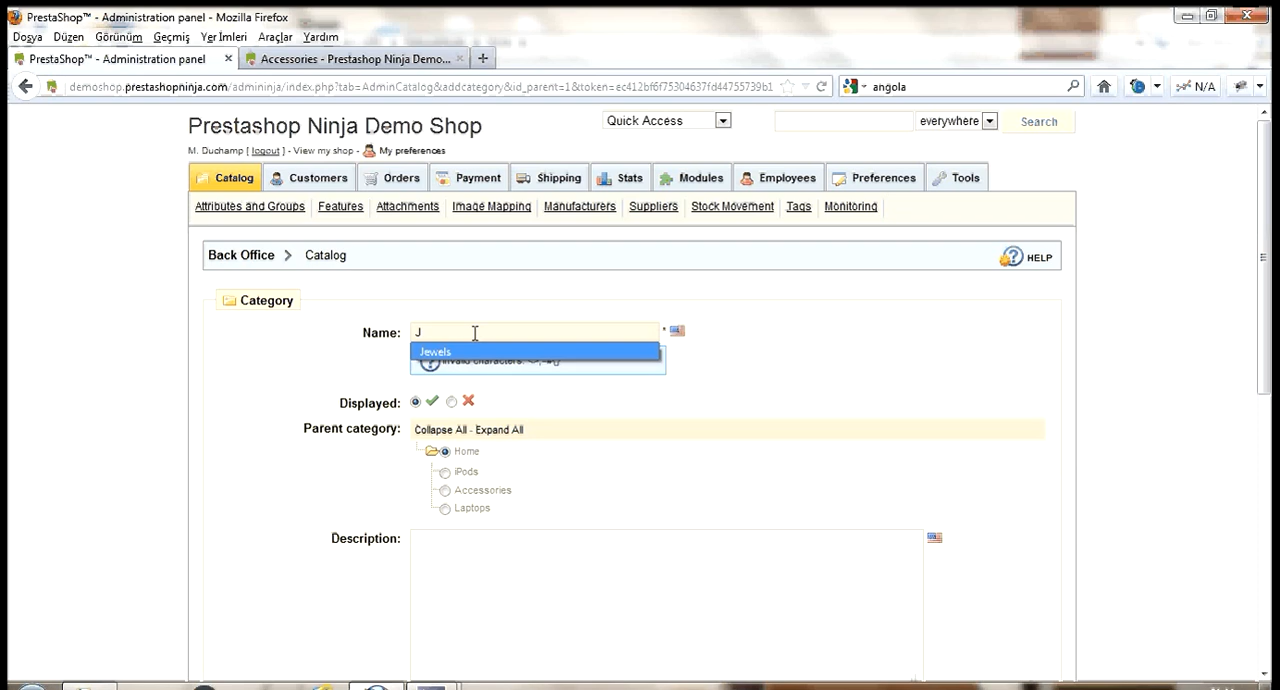 PrestaShop™ - Administration panel - Mozilla Firefox
Dosya Düzen Görünüm Geçmiş Yer İmleri Araçlar Yardım
PrestaShop™ - Administration panel × Accessories - Prestashop Ninja Demo... × +
demoshop.prestashopninja.com/admininja/index.php?tab=AdminCatalog&addcategory&id_parent=1&token=ec412bf6f75304637fd44755739b1 angola N/A
Prestashop Ninja Demo Shop Quick Access everywhere Search
M. Duchamp [ logout ] - View my shop - My preferences
Catalog Customers Orders Payment Shipping Stats Modules Employees Preferences Tools
Attributes and Groups Features Attachments Image Mapping Manufacturers Suppliers Stock Movement Tags Monitoring
Back Office > Catalog HELP
Category
Name: J *
Jewels
Invalid characters:
Displayed:
Parent category: Collapse All - Expand All
Home
iPods
Accessories
Laptops
Description: